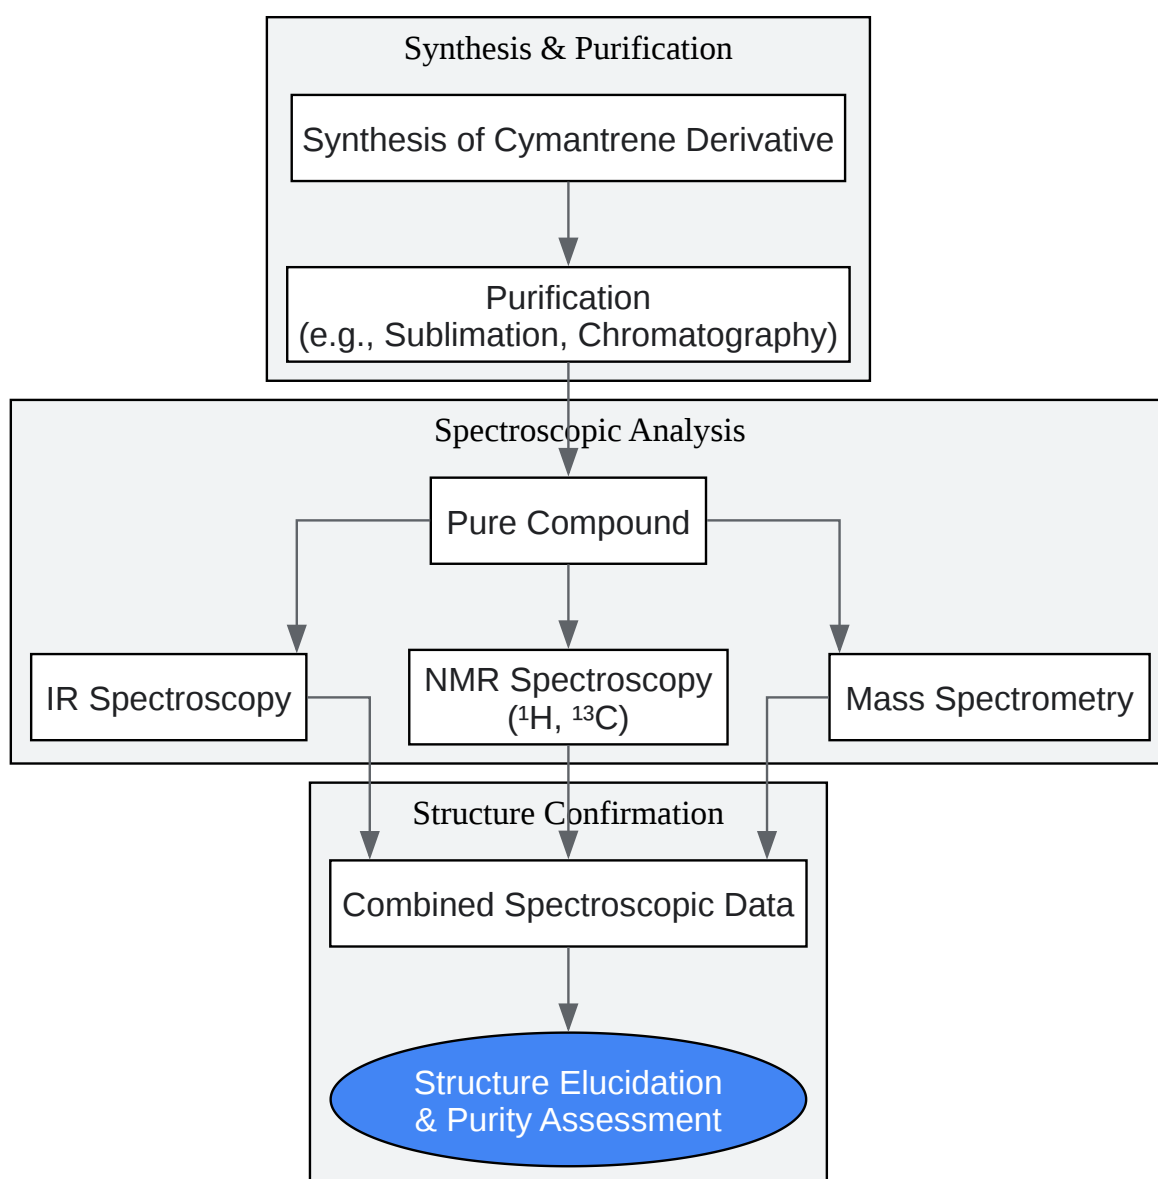 Synthesis & Purification
Synthesis of Cymantrene Derivative
Purification
(e.g., Sublimation, Chromatography)
Spectroscopic Analysis
Pure Compound
IR Spectroscopy
NMR Spectroscopy
(¹H, ¹³C)
Mass Spectrometry
Structure Confirmation
Combined Spectroscopic Data
Structure Elucidation
& Purity Assessment